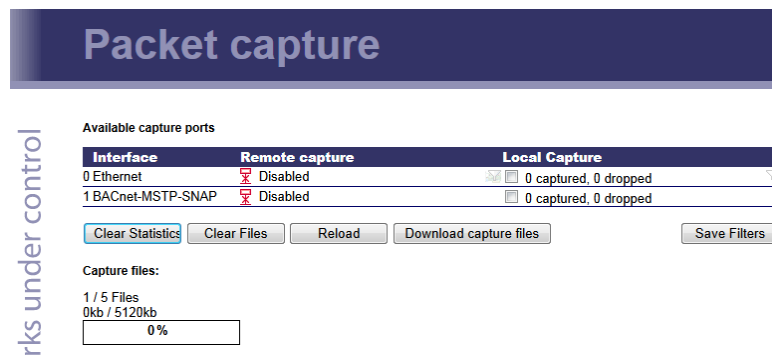 Packet capture
rks under control
Available capture ports
Interface Remote capture Local Capture
0 Ethernet Disabled 0 captured, 0 dropped
1 BACnet-MSTP-SNAP Disabled 0 captured, 0 dropped
Clear Statistics Clear Files Reload Download capture files Save Filters
Capture files:
1 / 5 Files
0kb / 5120kb
0%